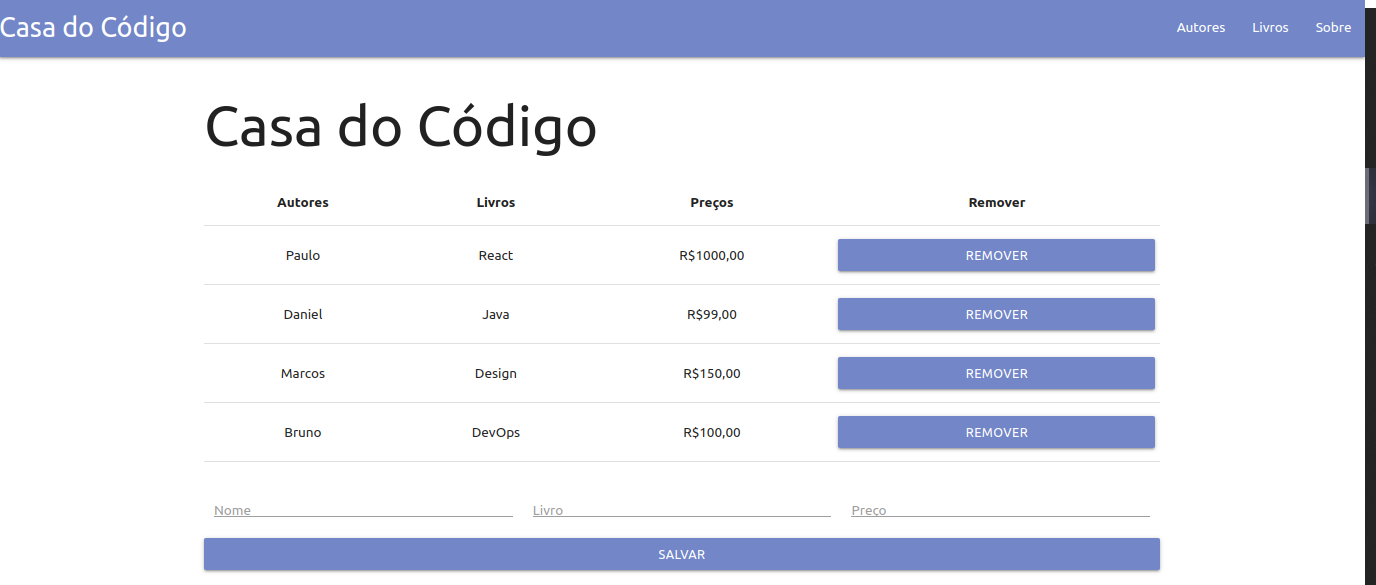 Casa do Código Autores Livros Sobre
Casa do Código
Autores Livros Preços Remover
Paulo React R$1000,00 REMOVER
Daniel Java R$99,00 REMOVER
Marcos Design R$150,00 REMOVER
Bruno DevOps R$100,00 REMOVER
Nome Livro Preço
SALVAR